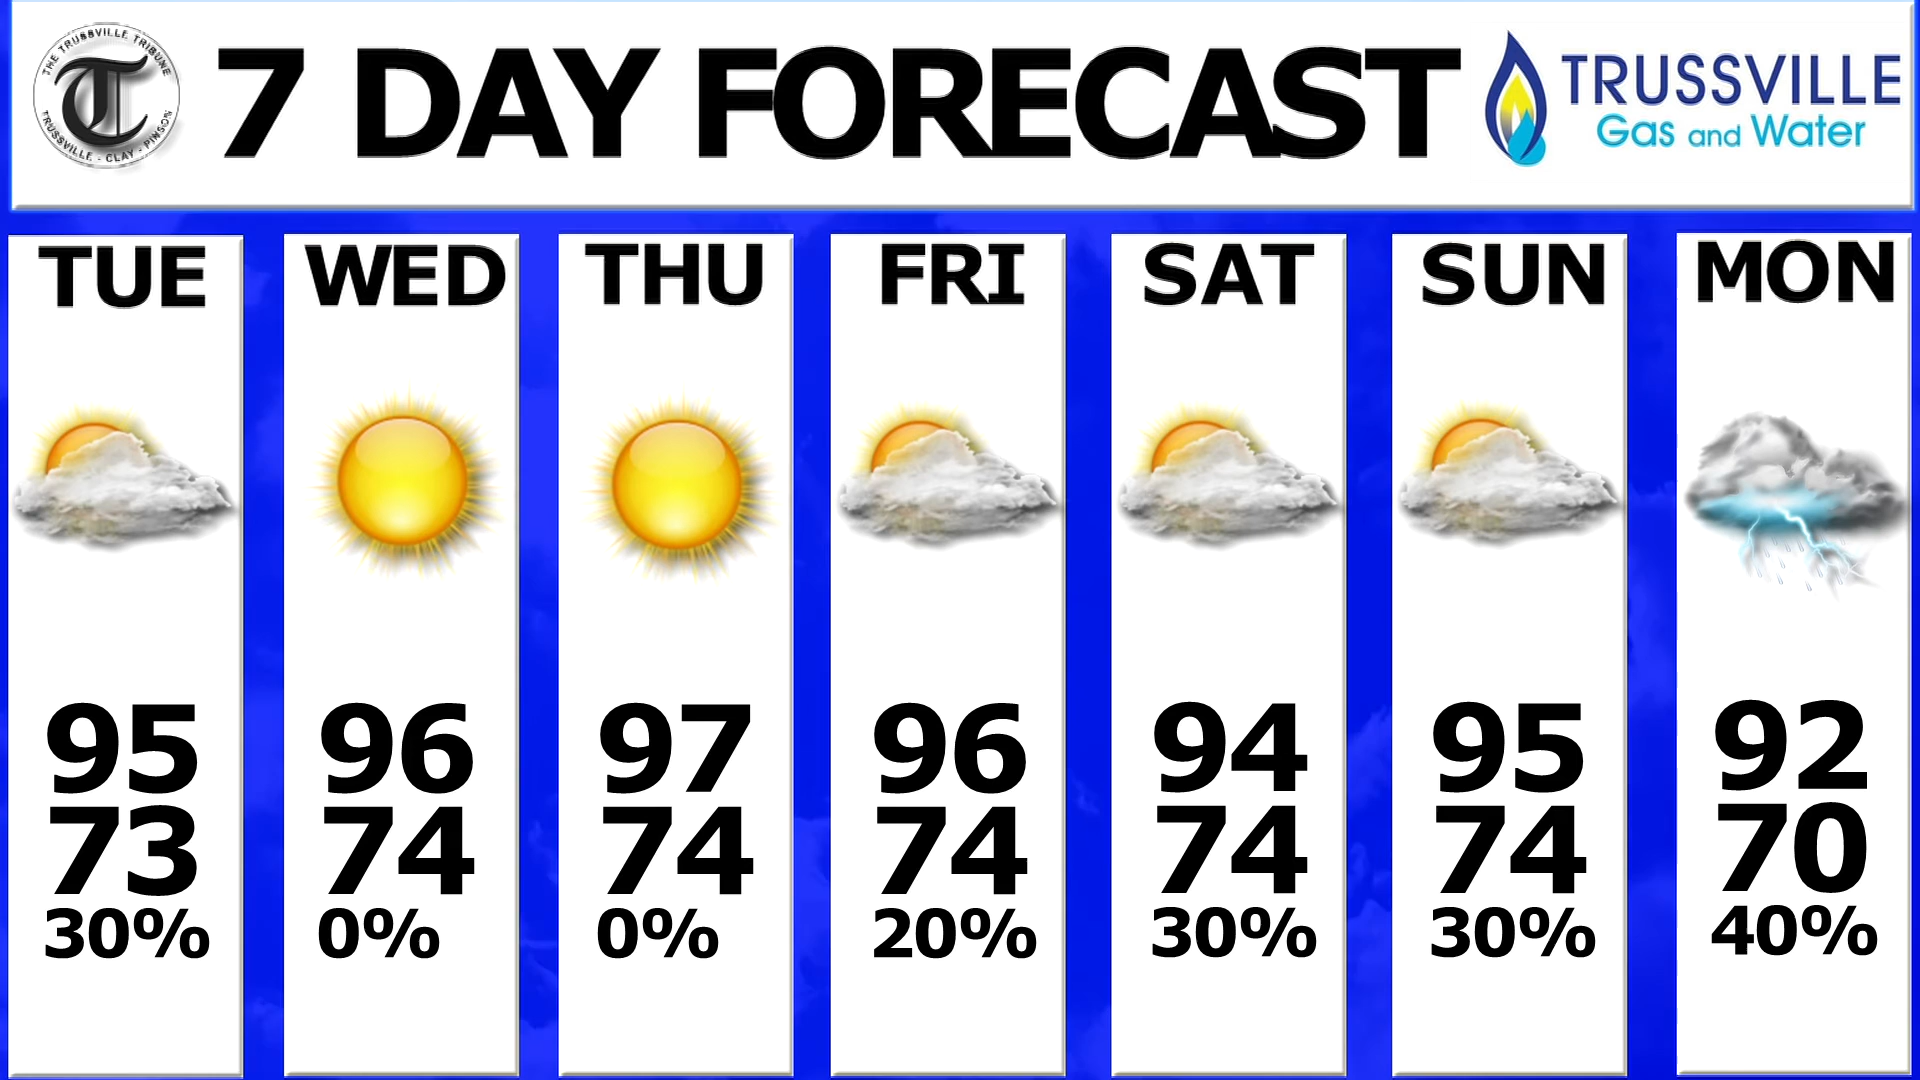 THE TRUSSVILLE TRIBUNE
T
TRUSSVILLE - CLAY - PINSON
7 DAY FORECAST
TRUSSVILLE
Gas and Water
TUE
95
73
30%
WED
96
74
0%
THU
97
74
0%
FRI
96
74
20%
SAT
94
74
30%
SUN
95
74
30%
MON
92
70
40%